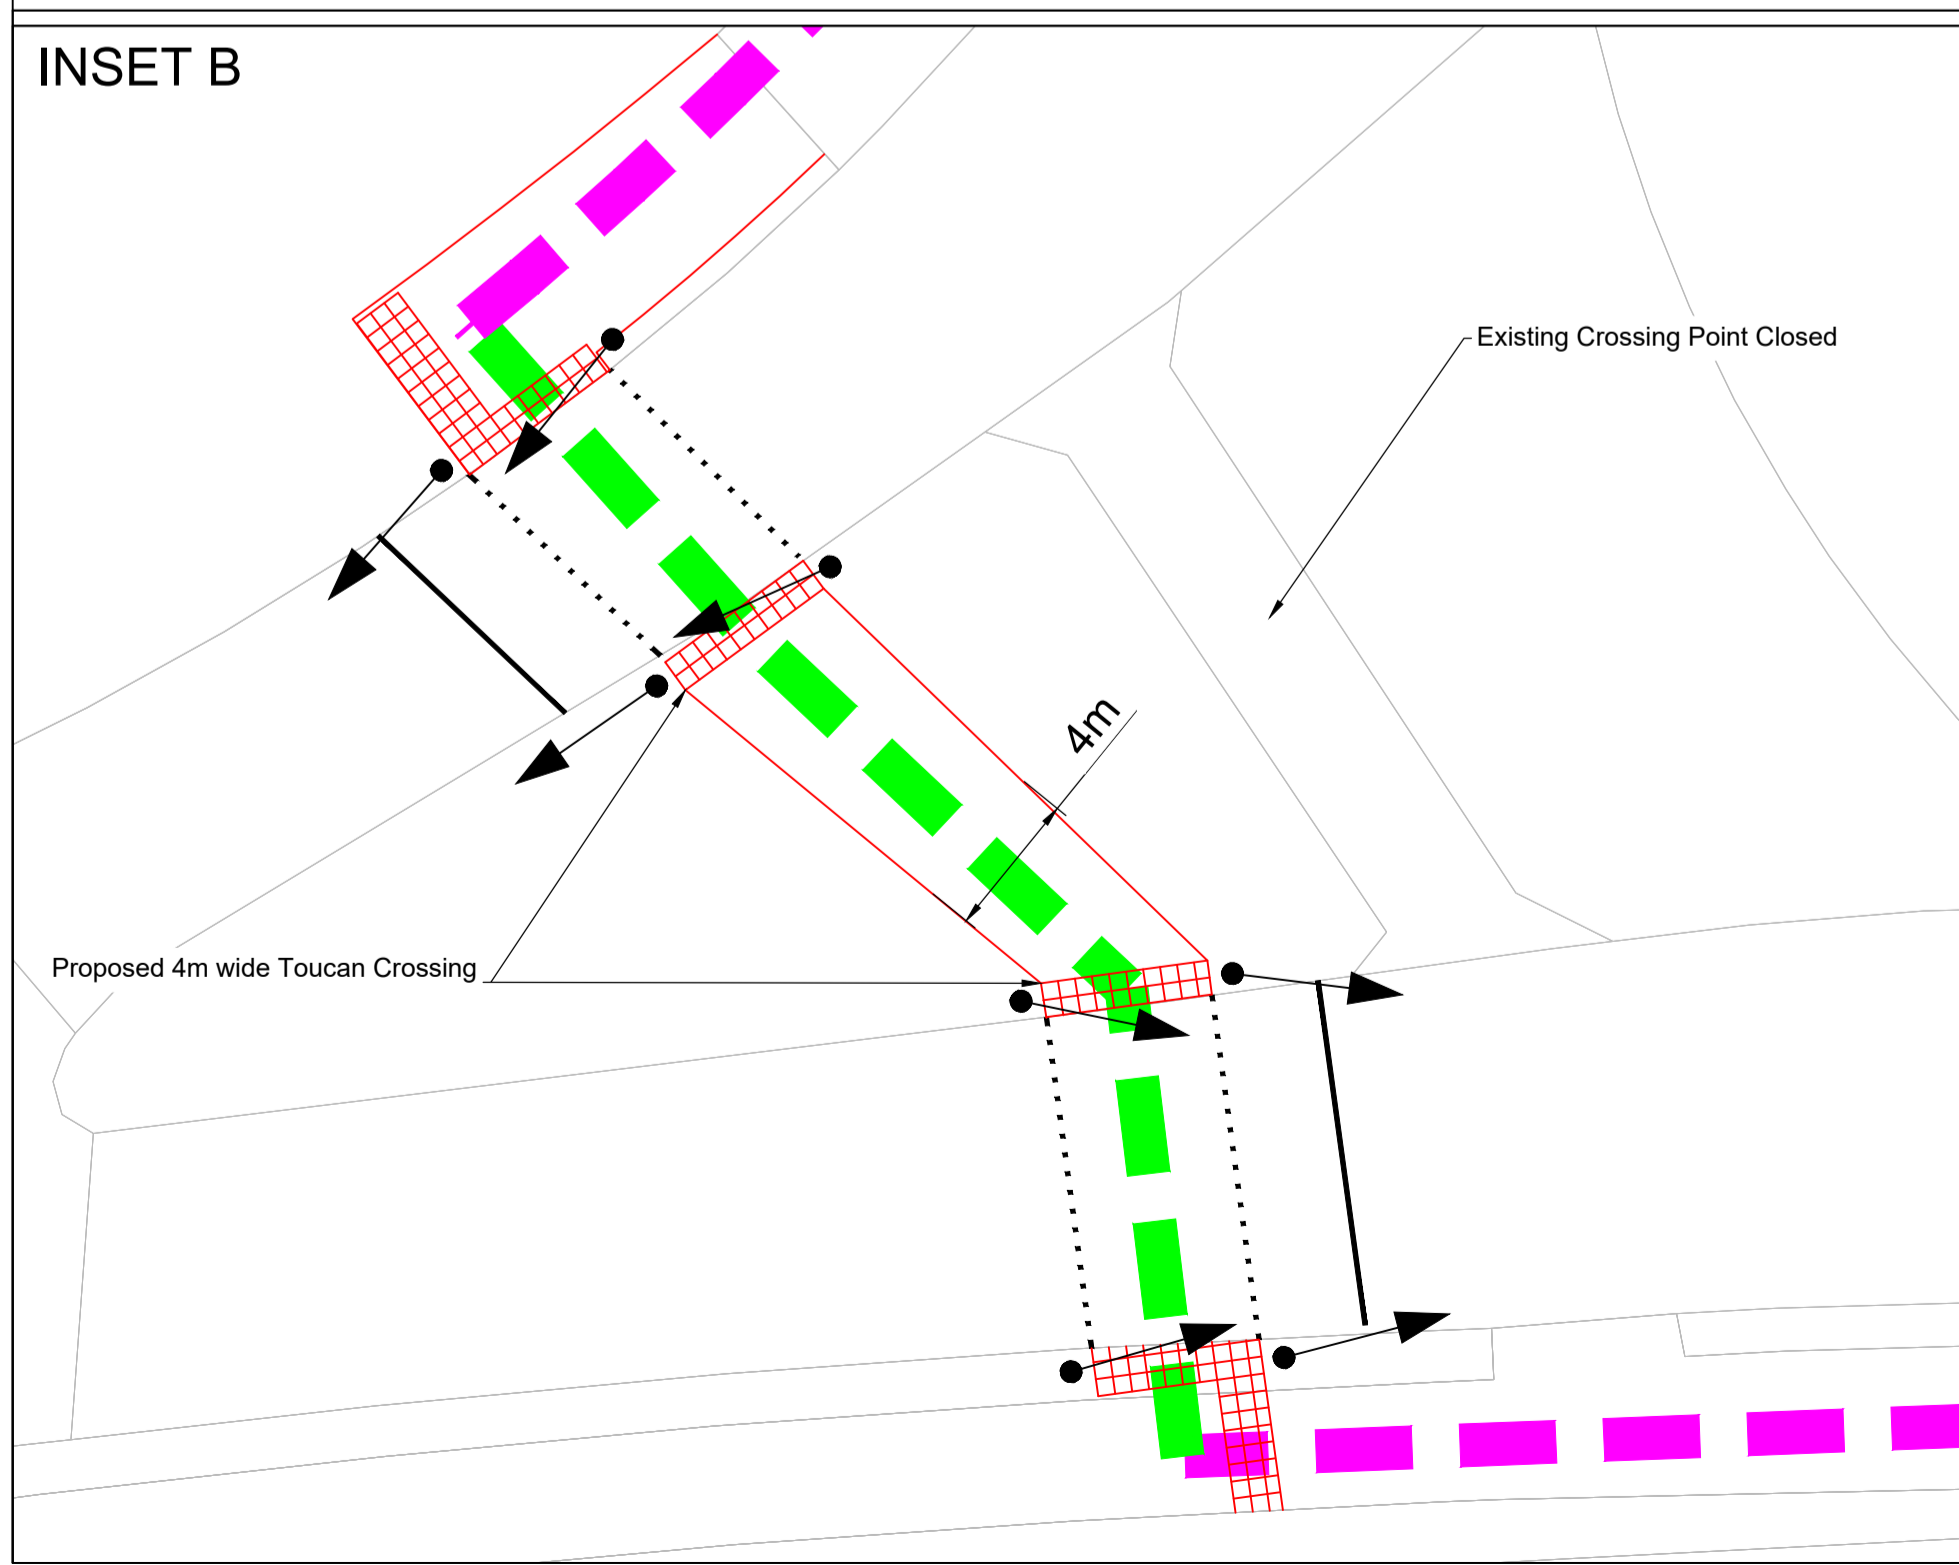 INSET B
Existing Crossing Point Closed
4m
Proposed 4m wide Toucan Crossing